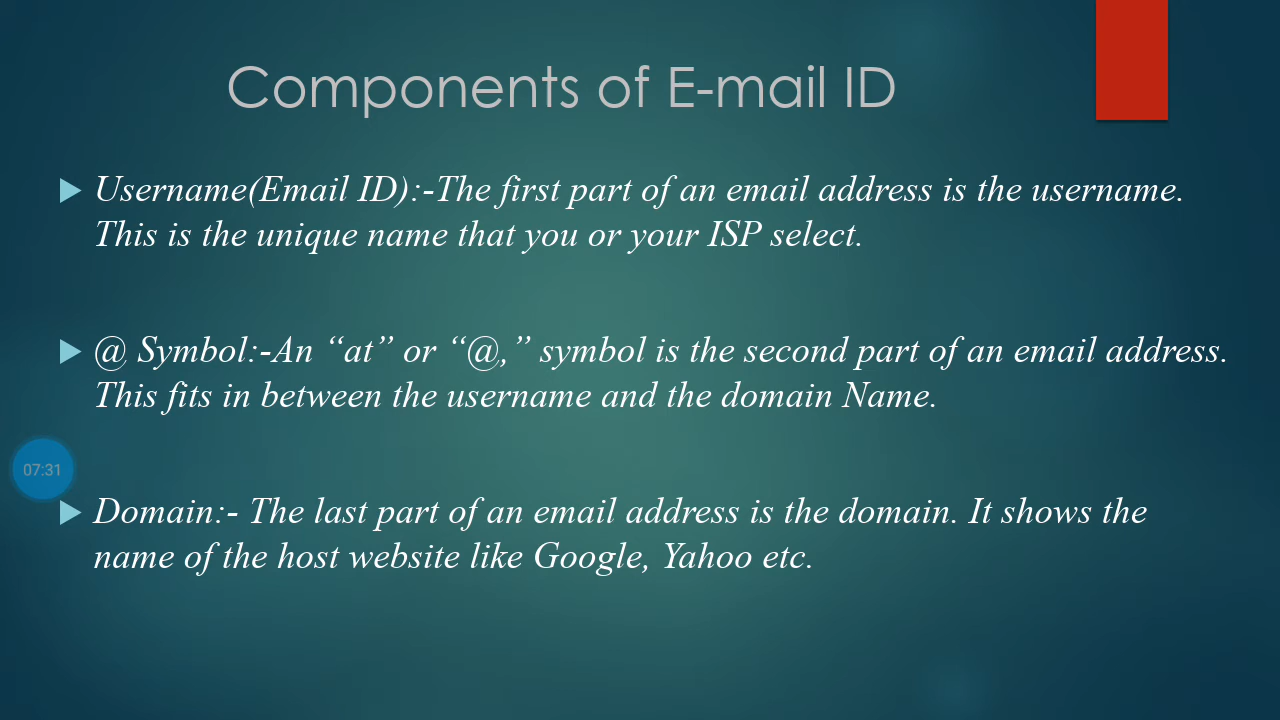 Components of E-mail ID
Username(Email ID):-The first part of an email address is the username.
This is the unique name that you or your ISP select.
@ Symbol:-An “at” or “@,” symbol is the second part of an email address.
This fits in between the username and the domain Name.
07:31
Domain:- The last part of an email address is the domain. It shows the
name of the host website like Google, Yahoo etc.